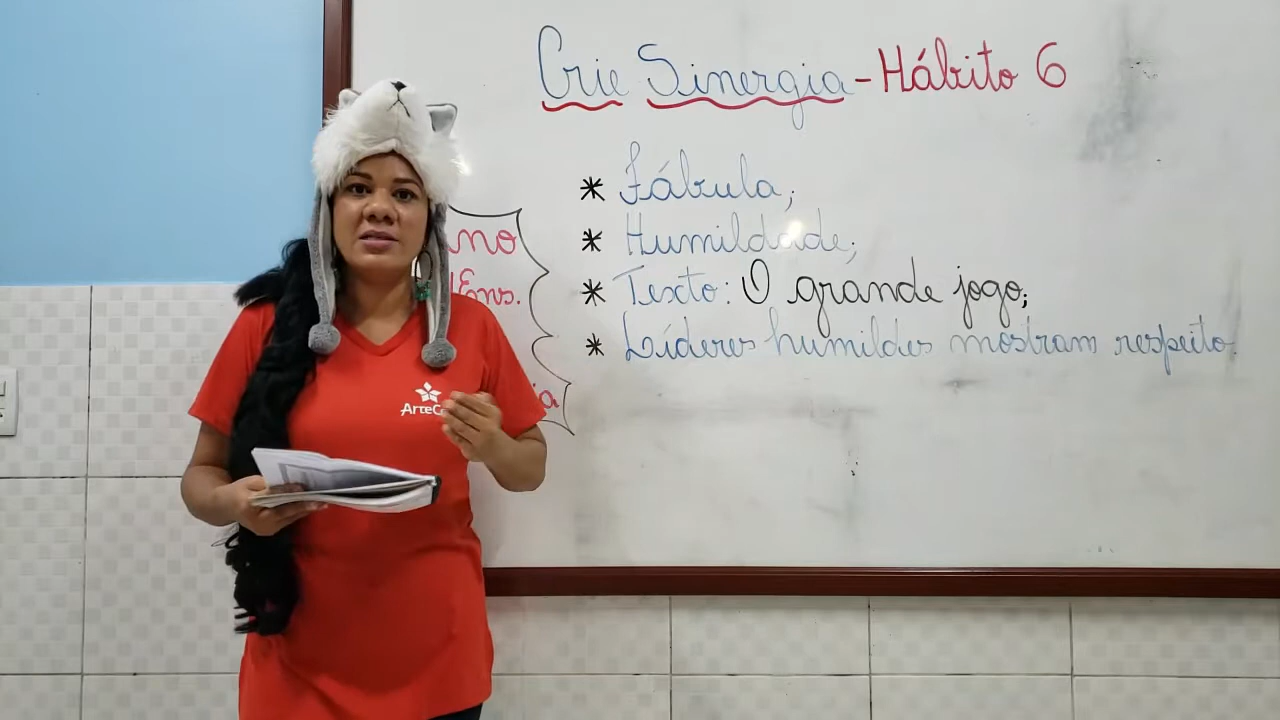 Crie Sinergia - Hábito 6
* Fábula;
* Humildade;
* Texto: O grande jogo;
* Líderes humildes mostram respeito